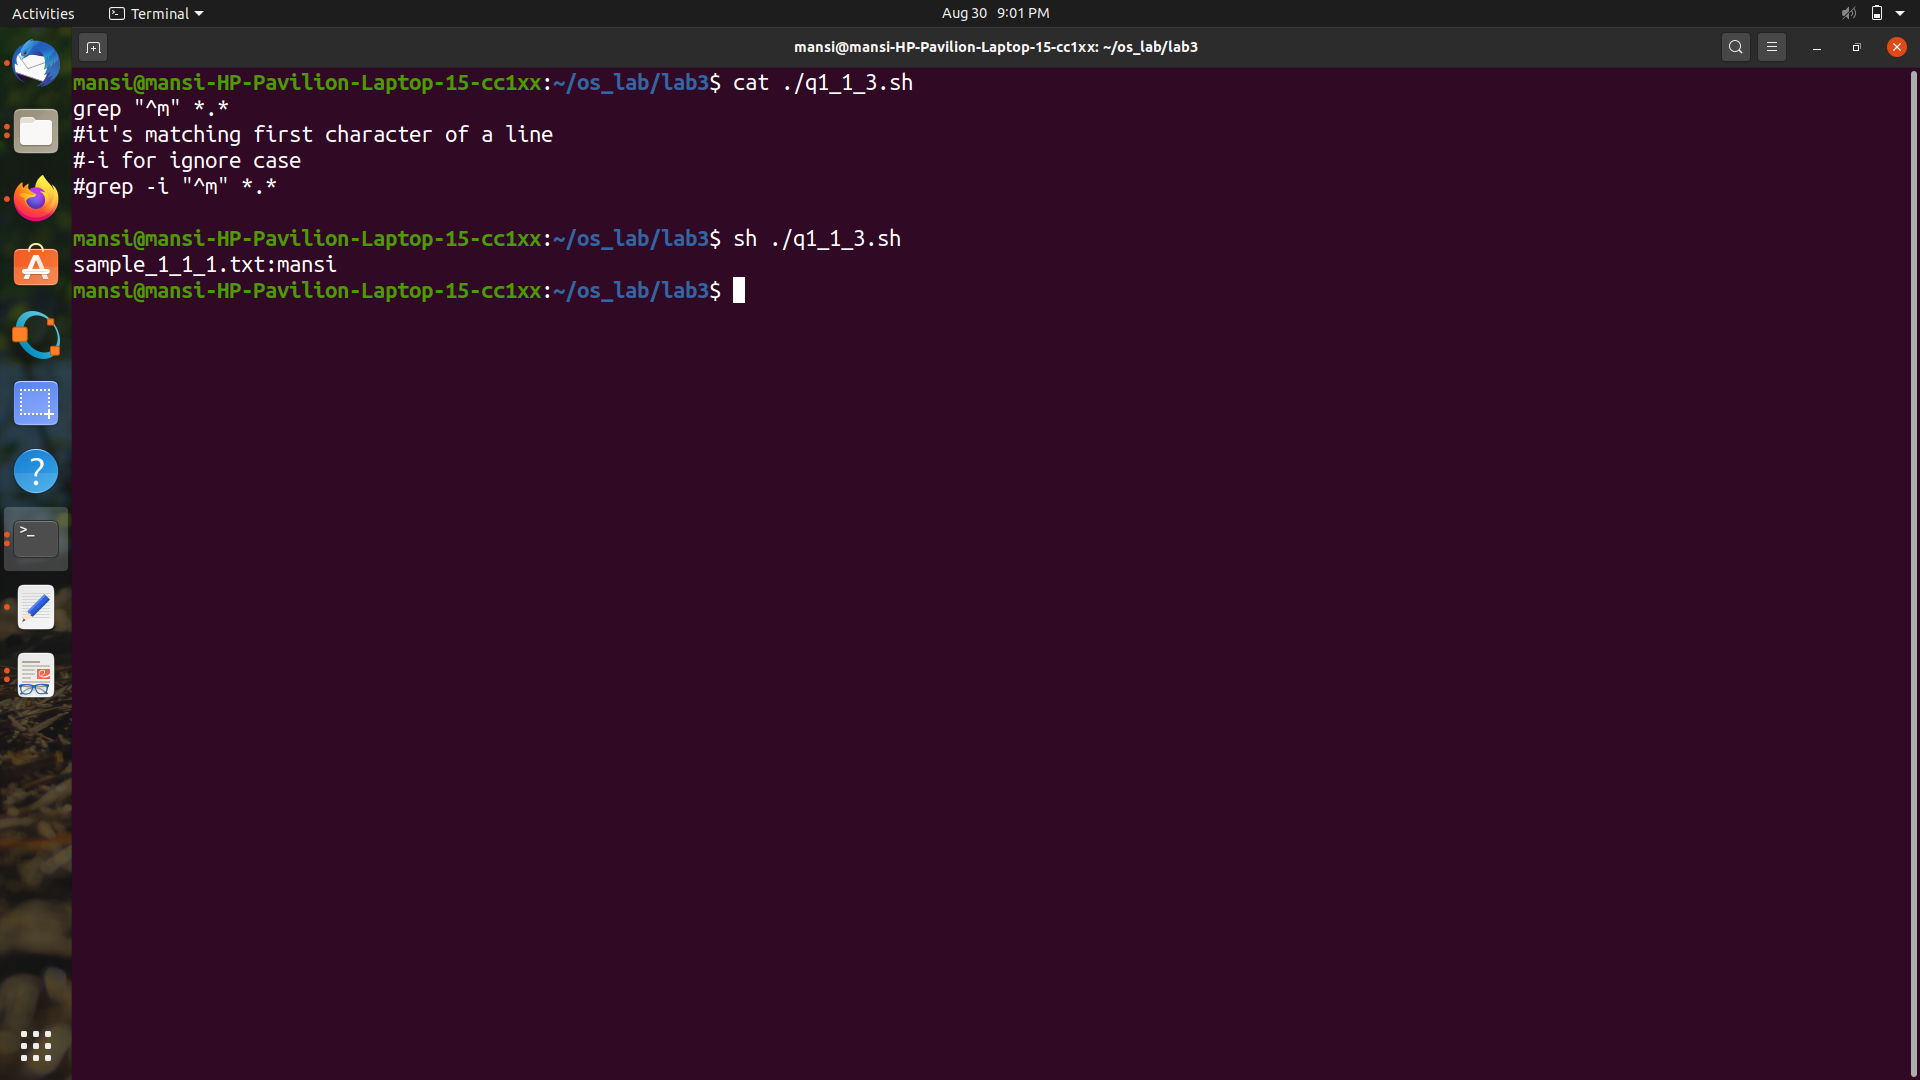 Activities
Terminal
Aug 30 9:01 PM
mansi@mansi-HP-Pavilion-Laptop-15-cc1xx: ~/os_lab/lab3
mansi@mansi-HP-Pavilion-Laptop-15-cc1xx:~/os_lab/lab3$ cat ./q1_1_3.sh
grep "^m" *.*
#it's matching first character of a line
#-i for ignore case
#grep -i "^m" *.*
mansi@mansi-HP-Pavilion-Laptop-15-cc1xx:~/os_lab/lab3$ sh ./q1_1_3.sh
sample_1_1_1.txt:mansi
mansi@mansi-HP-Pavilion-Laptop-15-cc1xx:~/os_lab/lab3$